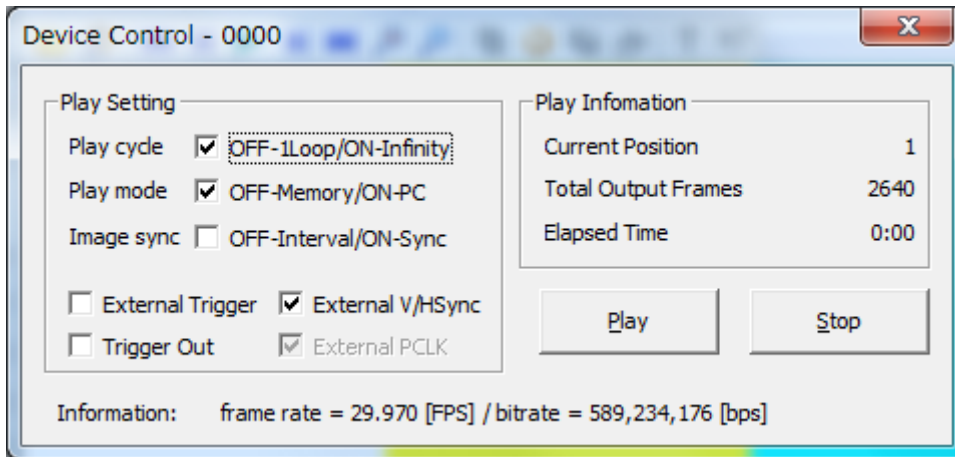 Device Control - 0000
Play Setting
Play cycle OFF-1Loop/ON-Infinity
Play mode OFF-Memory/ON-PC
Image sync OFF-Interval/ON-Sync
External Trigger External V/HSync
Trigger Out External PCLK
Play Infomation
Current Position 1
Total Output Frames 2640
Elapsed Time 0:00
Play Stop
Information: frame rate = 29.970 [FPS] / bitrate = 589,234,176 [bps]